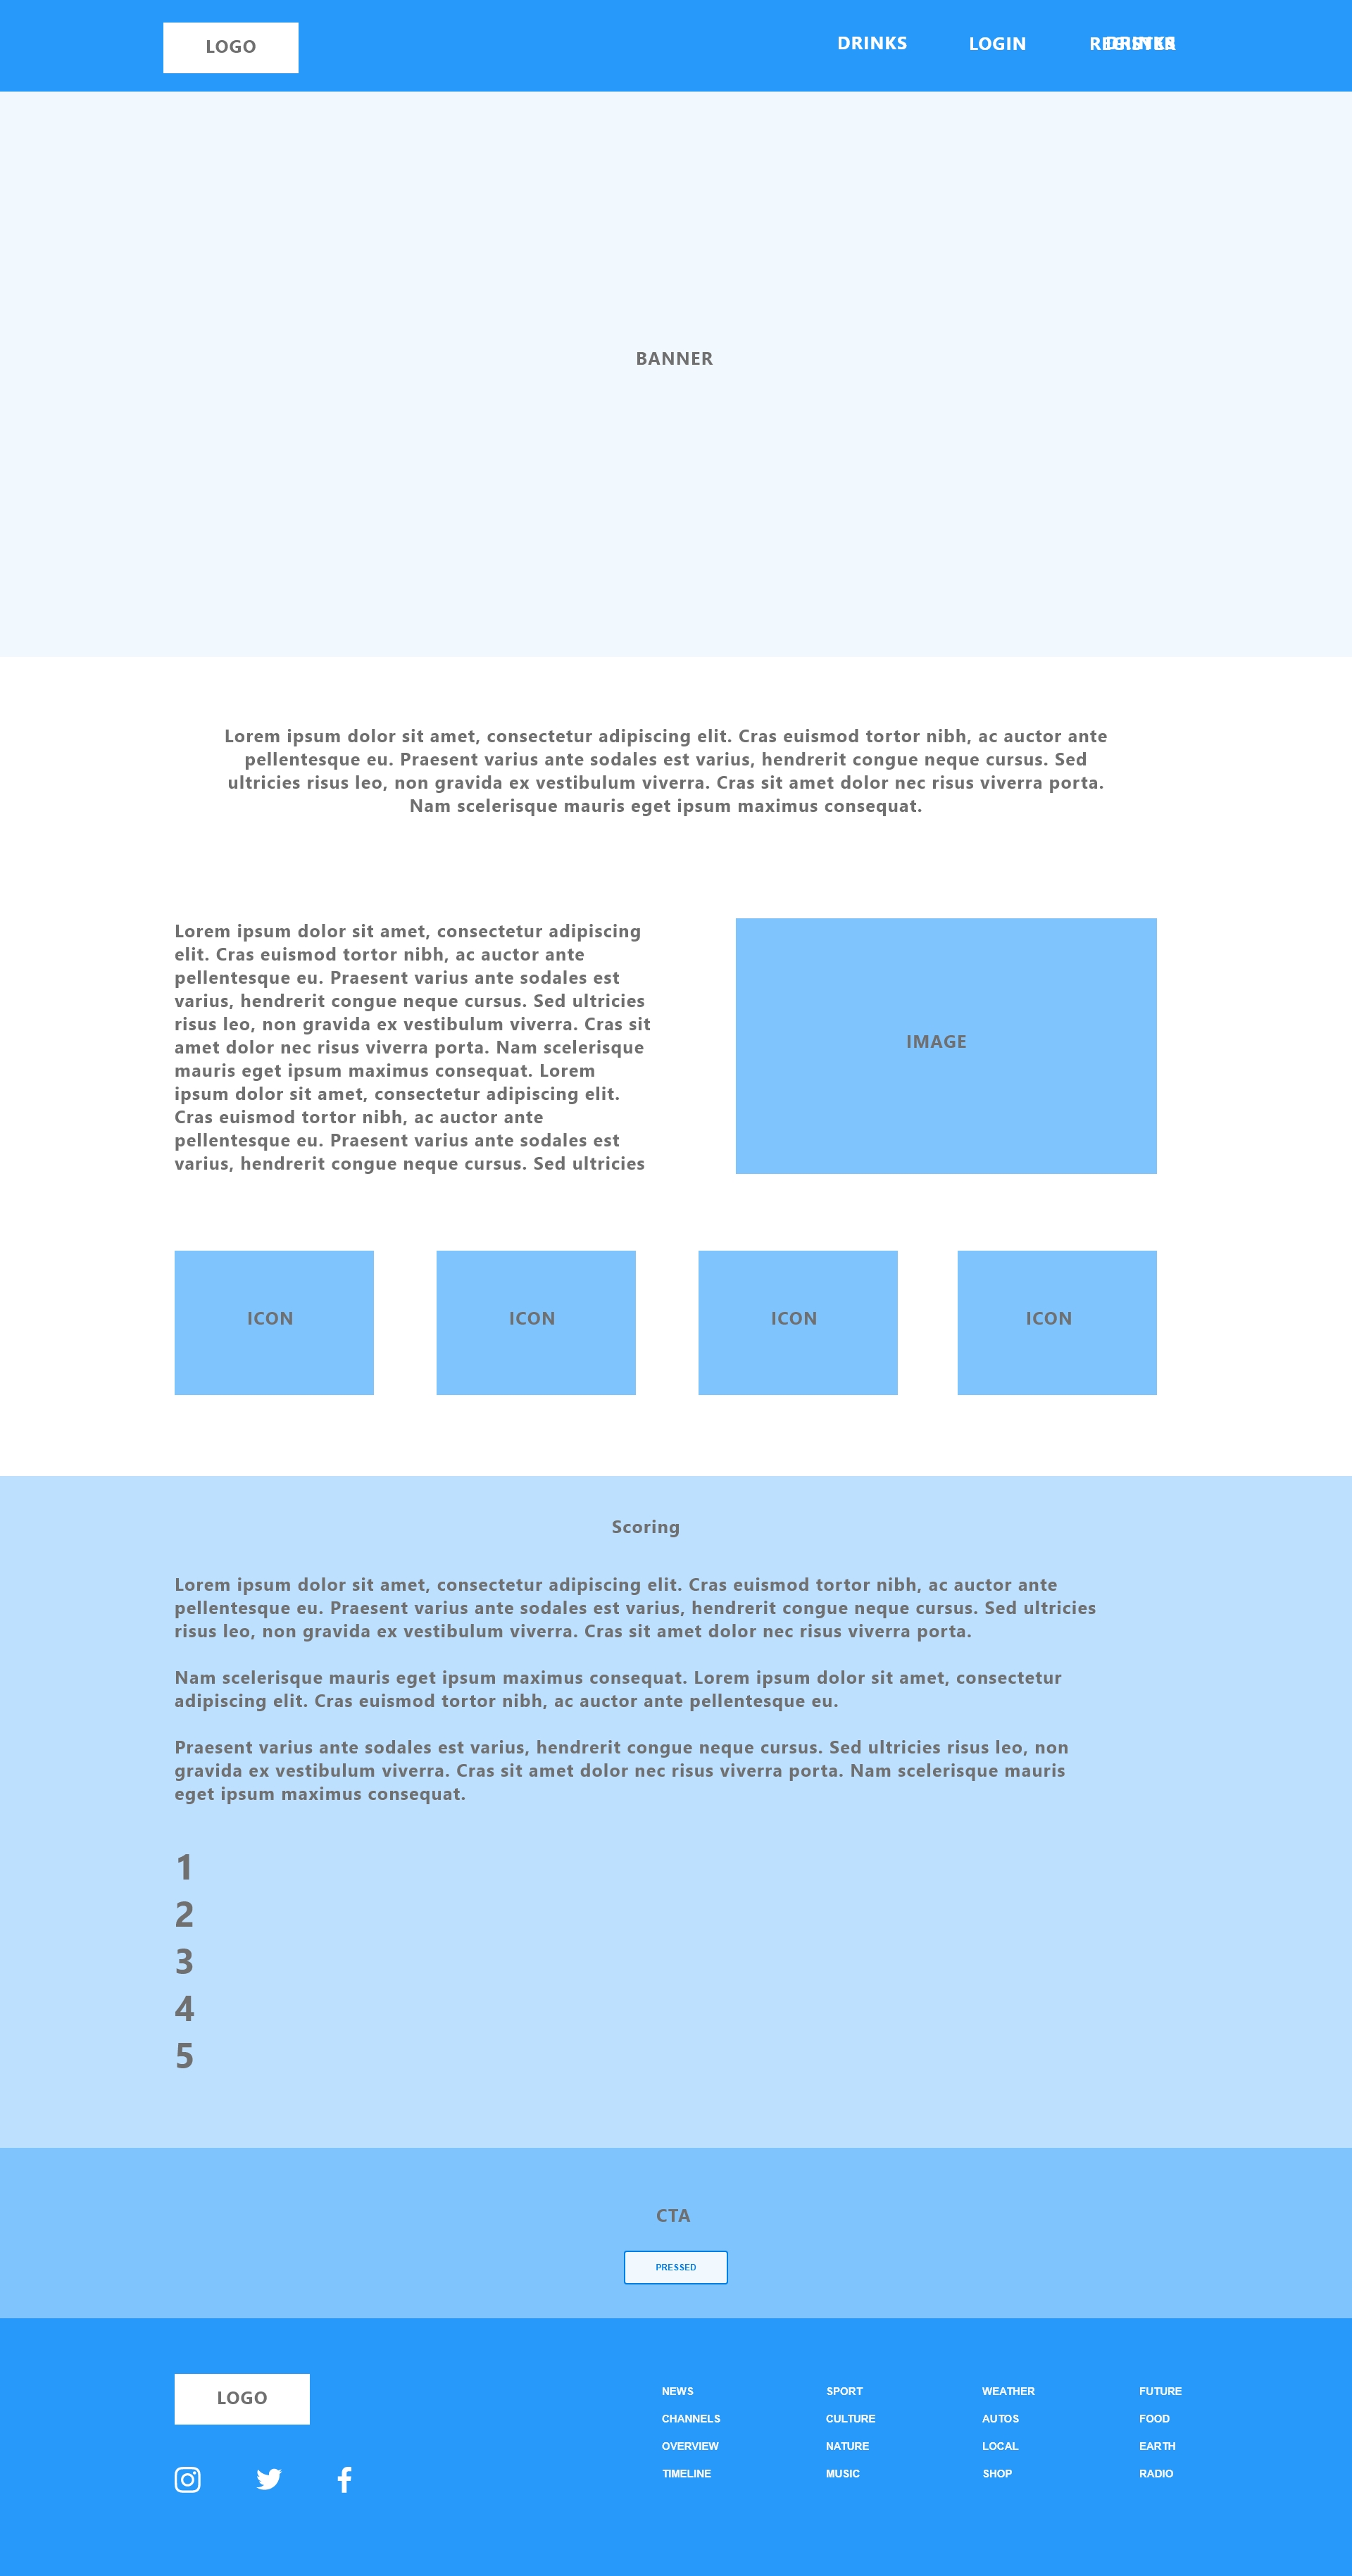 LOGO
DRINKS LOGIN REGISTER DRINKS
BANNER
Lorem ipsum dolor sit amet, consectetur adipiscing elit. Cras euismod tortor nibh, ac auctor ante
pellentesque eu. Praesent varius ante sodales est varius, hendrerit congue neque cursus. Sed
ultricies risus leo, non gravida ex vestibulum viverra. Cras sit amet dolor nec risus viverra porta.
Nam scelerisque mauris eget ipsum maximus consequat.
Lorem ipsum dolor sit amet, consectetur adipiscing
elit. Cras euismod tortor nibh, ac auctor ante
pellentesque eu. Praesent varius ante sodales est
varius, hendrerit congue neque cursus. Sed ultricies
risus leo, non gravida ex vestibulum viverra. Cras sit
amet dolor nec risus viverra porta. Nam scelerisque
mauris eget ipsum maximus consequat. Lorem
ipsum dolor sit amet, consectetur adipiscing elit.
Cras euismod tortor nibh, ac auctor ante
pellentesque eu. Praesent varius ante sodales est
varius, hendrerit congue neque cursus. Sed ultricies
IMAGE
ICON ICON ICON ICON
Scoring
Lorem ipsum dolor sit amet, consectetur adipiscing elit. Cras euismod tortor nibh, ac auctor ante
pellentesque eu. Praesent varius ante sodales est varius, hendrerit congue neque cursus. Sed ultricies
risus leo, non gravida ex vestibulum viverra. Cras sit amet dolor nec risus viverra porta.
Nam scelerisque mauris eget ipsum maximus consequat. Lorem ipsum dolor sit amet, consectetur
adipiscing elit. Cras euismod tortor nibh, ac auctor ante pellentesque eu.
Praesent varius ante sodales est varius, hendrerit congue neque cursus. Sed ultricies risus leo, non
gravida ex vestibulum viverra. Cras sit amet dolor nec risus viverra porta. Nam scelerisque mauris
eget ipsum maximus consequat.
1
2
3
4
5
CTA
PRESSED
LOGO
NEWS SPORT WEATHER FUTURE
CHANNELS CULTURE AUTOS FOOD
OVERVIEW NATURE LOCAL EARTH
TIMELINE MUSIC SHOP RADIO